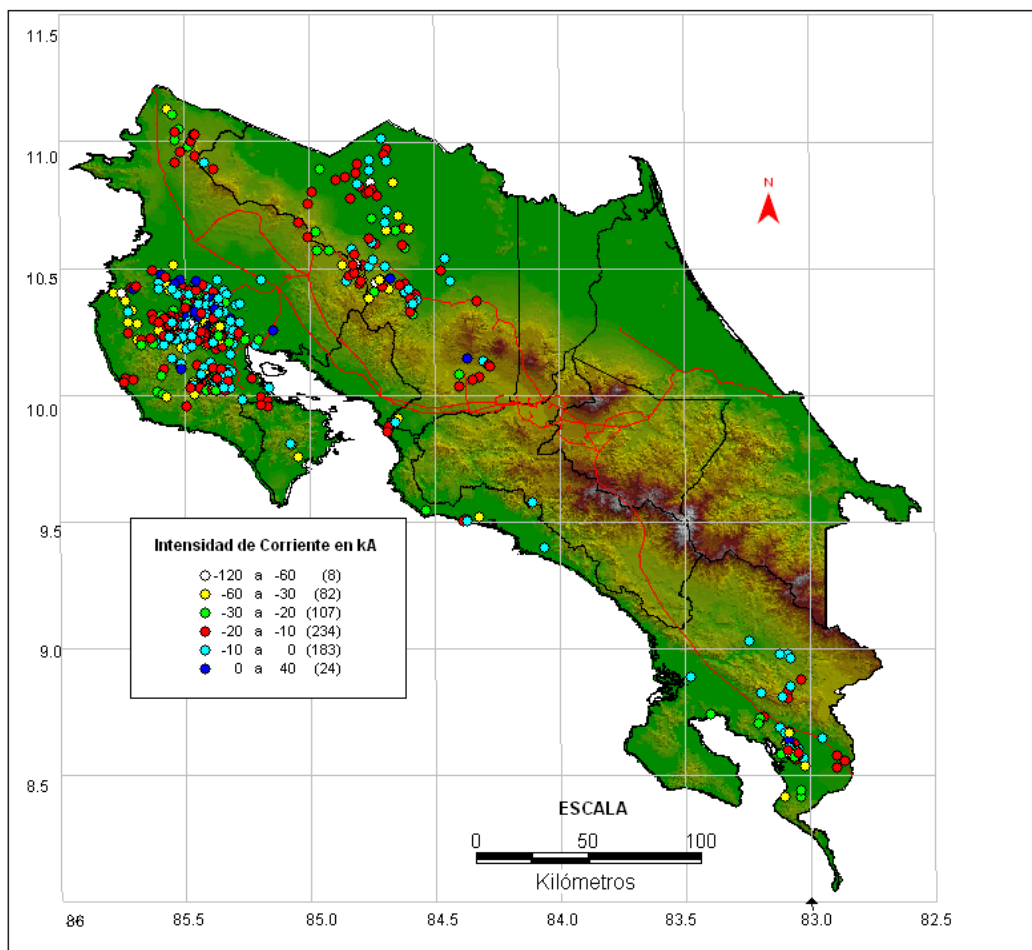 11.5
N
11.0
10.5
10.0
9.5
Intensidad de Corriente en kA
-120 a -60 (8)
-60 a -30 (82)
-30 a -20 (107)
-20 a -10 (234)
-10 a 0 (183)
0 a 40 (24)
9.0
8.5
ESCALA
0 50 100
Kilómetros
86 85.5 85.0 84.5 84.0 83.5 83.0 82.5